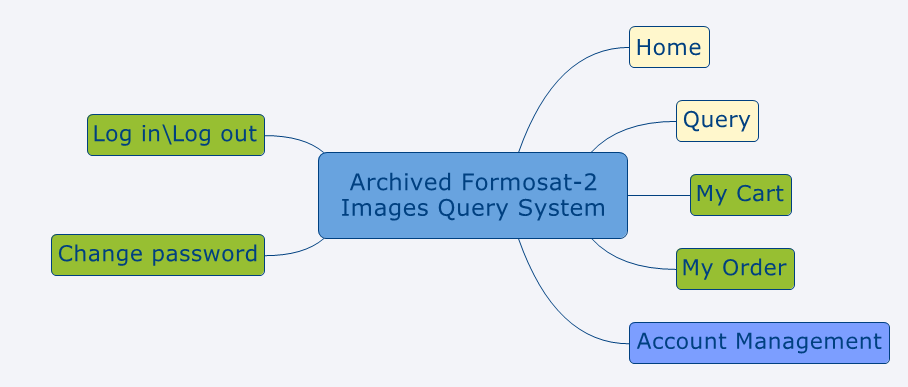 Home
Query
Log in\Log out
Archived Formosat-2
Images Query System
My Cart
Change password
My Order
Account Management